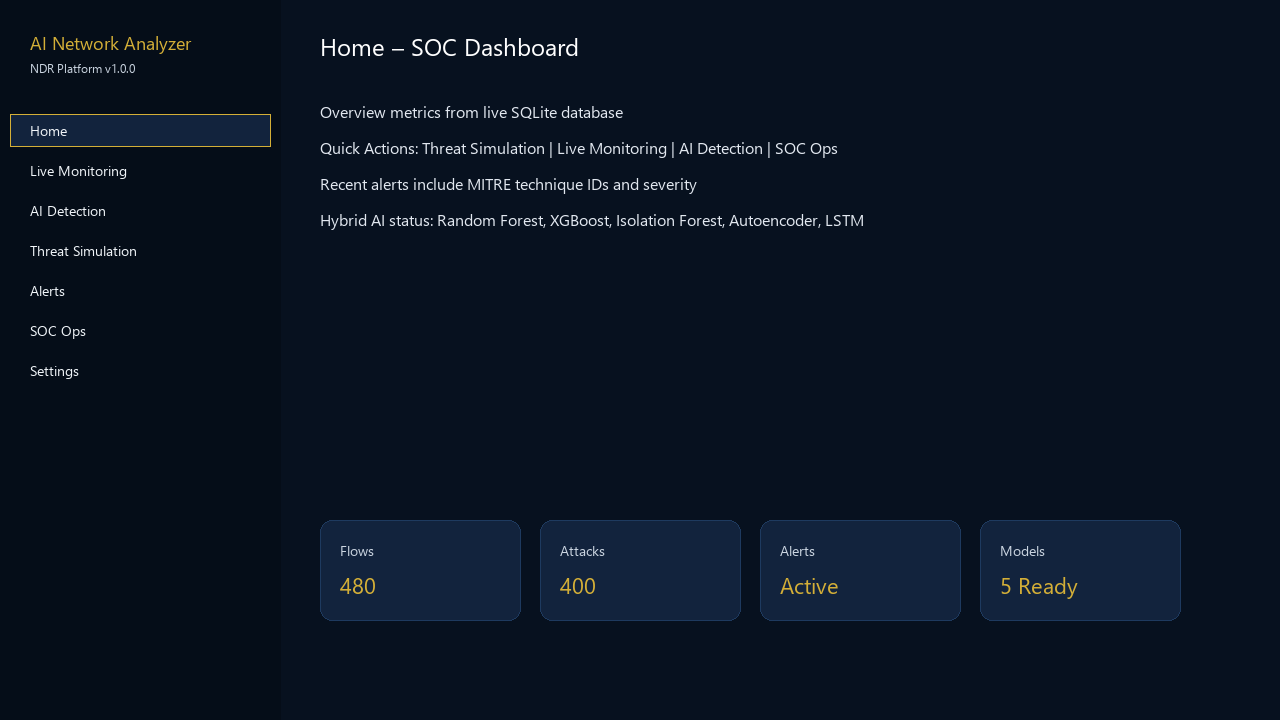 AI Network Analyzer
NDR Platform v1.0.0
Home
Live Monitoring
AI Detection
Threat Simulation
Alerts
SOC Ops
Settings
Home – SOC Dashboard
Overview metrics from live SQLite database
Quick Actions: Threat Simulation | Live Monitoring | AI Detection | SOC Ops
Recent alerts include MITRE technique IDs and severity
Hybrid AI status: Random Forest, XGBoost, Isolation Forest, Autoencoder, LSTM
Flows
480
Attacks
400
Alerts
Active
Models
5 Ready